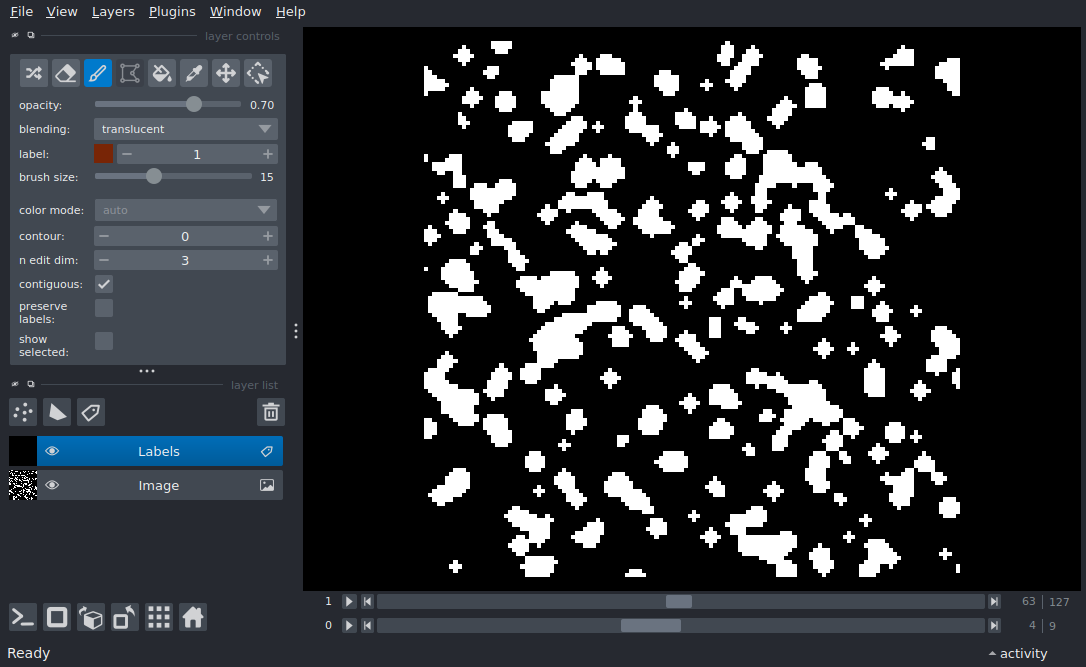 File View Layers Plugins Window Help
layer controls
opacity: 0.70
blending: translucent
label: 1
brush size: 15
color mode: auto
contour: 0
n edit dim: 3
contiguous:
preserve
labels:
show
selected:
layer list
Labels
Image
1 63 127
0 4 9
Ready activity